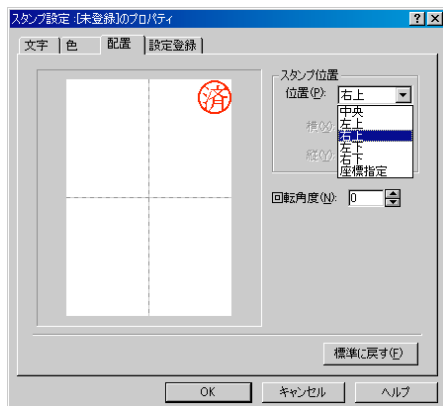 スタンプ設定 :[未登録]のプロパティ
文字 色 配置 設定登録
済
スタンプ位置
位置(P): 右上
中央
左上
右上
左下
右下
座標指定
横(X):
縦(Y):
回転角度(N): 0
標準に戻す(F)
OK キャンセル ヘルプ